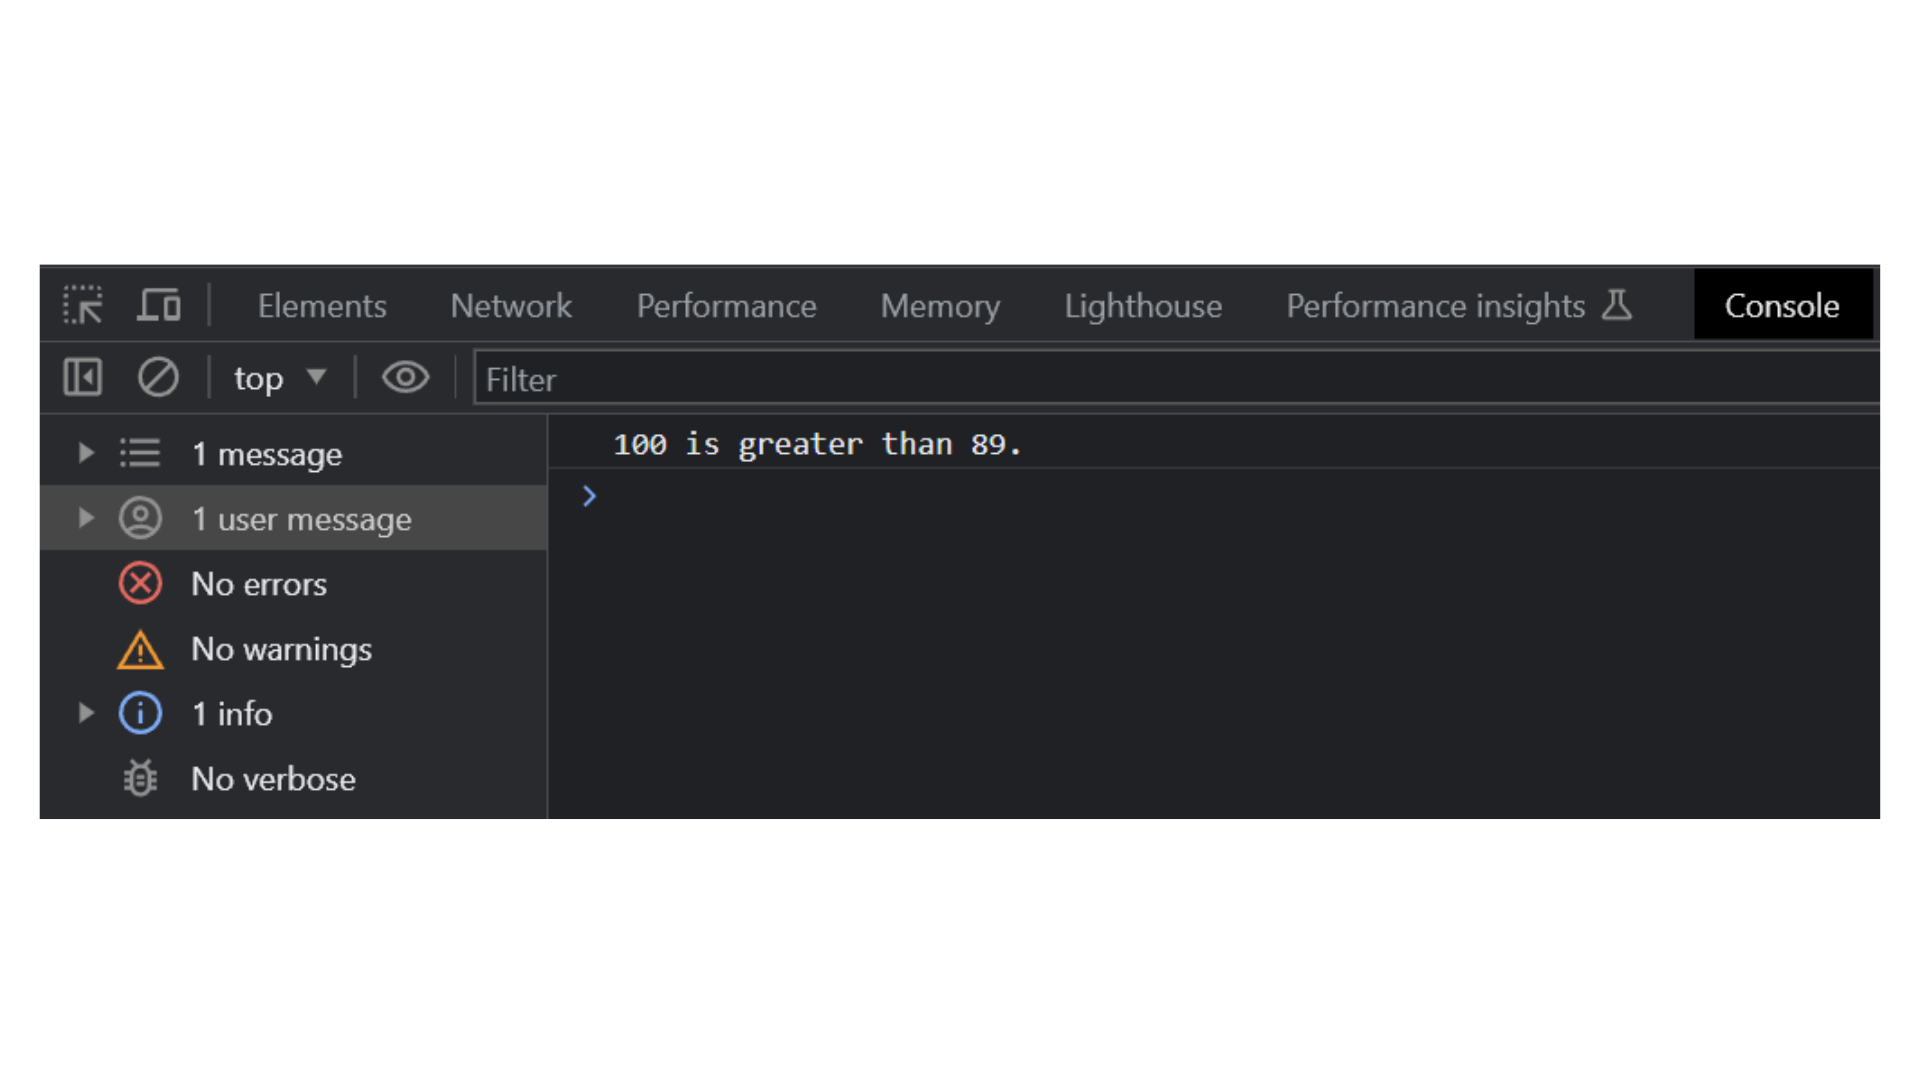 Elements Network Performance Memory Lighthouse Performance insights Console
top Filter
1 message
100 is greater than 89.
1 user message
No errors
No warnings
1 info
No verbose